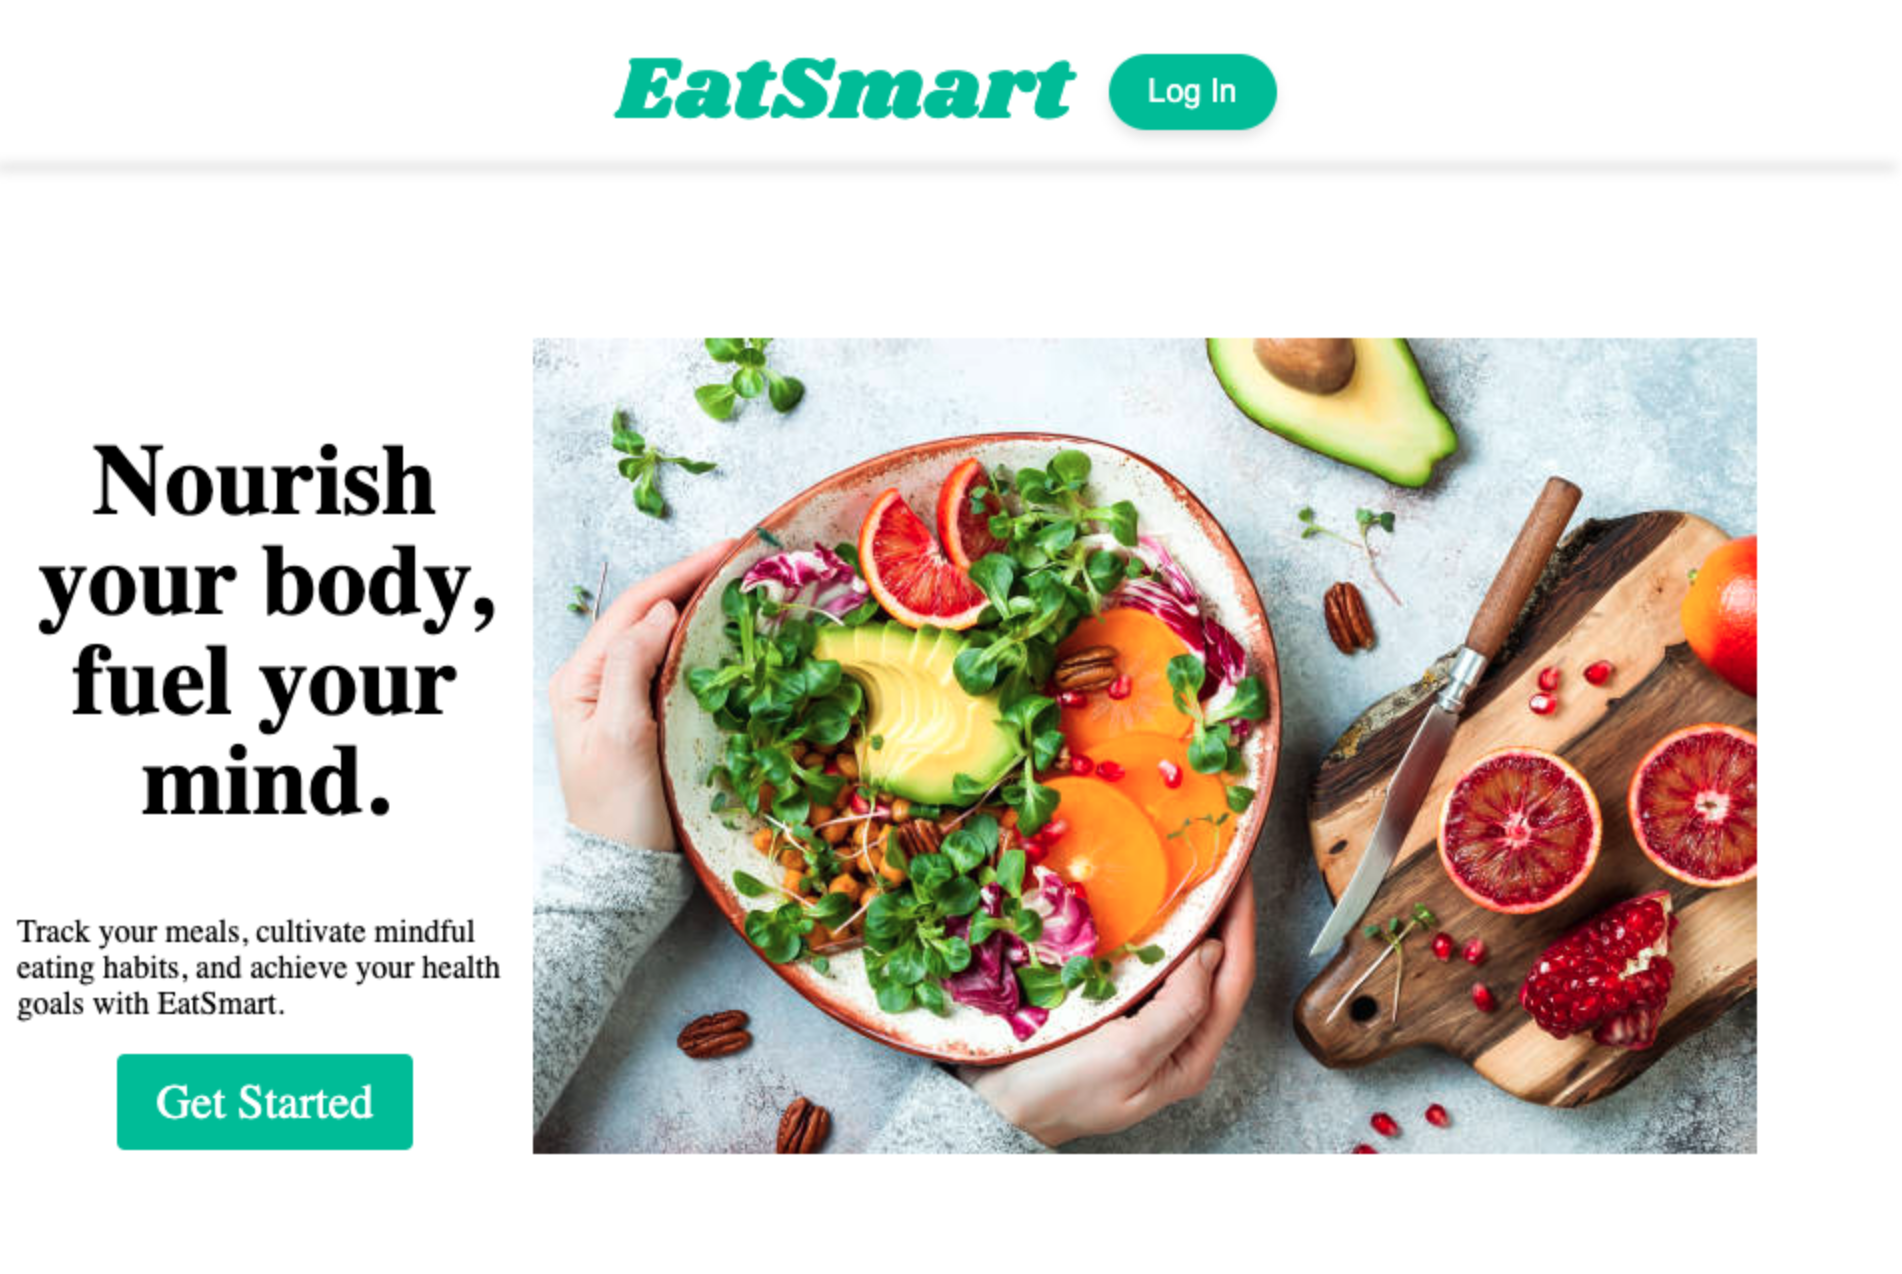 EatSmart
Log In
Nourish
your body,
fuel your
mind.
Track your meals, cultivate mindful
eating habits, and achieve your health
goals with EatSmart.
Get Started